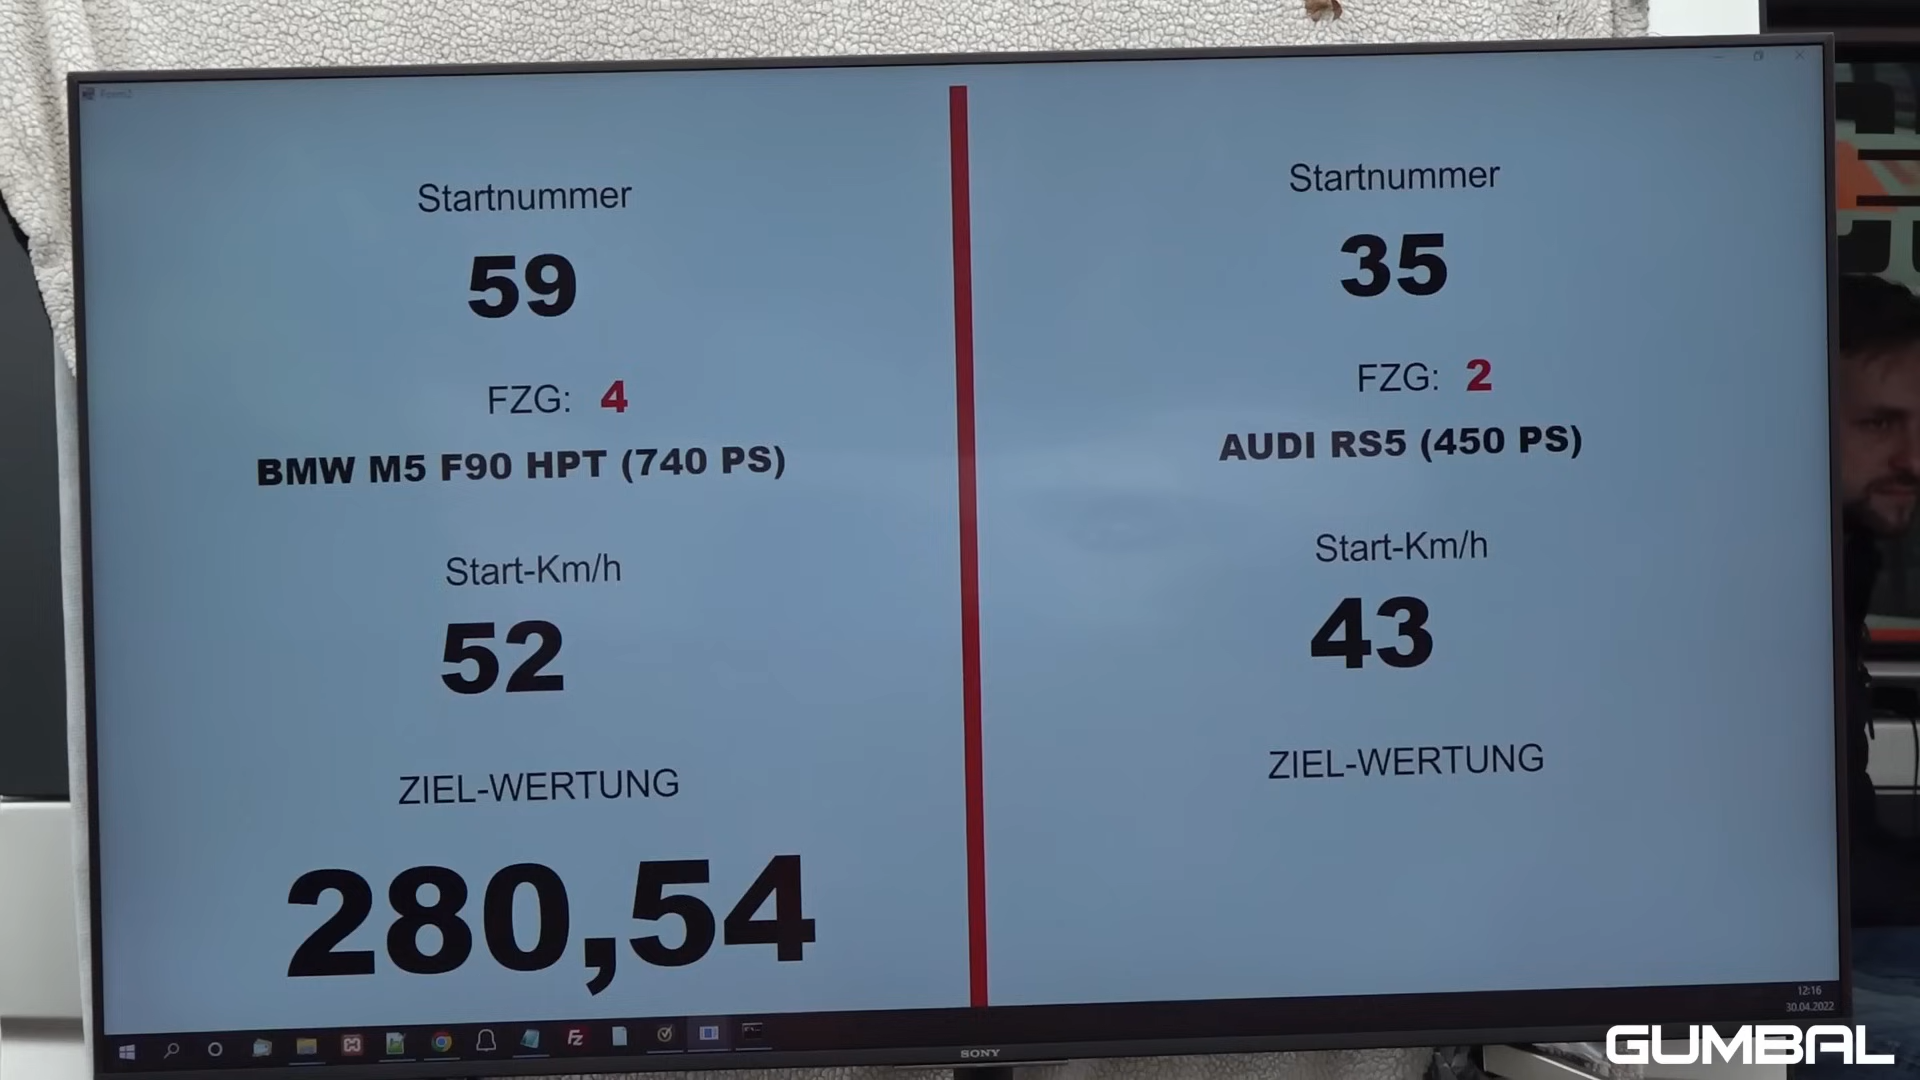 Startnummer
59
FZG: 4
BMW M5 F90 HPT (740 PS)
Start-Km/h
52
ZIEL-WERTUNG
280,54
Startnummer
35
FZG: 2
AUDI RS5 (450 PS)
Start-Km/h
43
ZIEL-WERTUNG
12:16
30.04.2022
SONY
GUMBAL